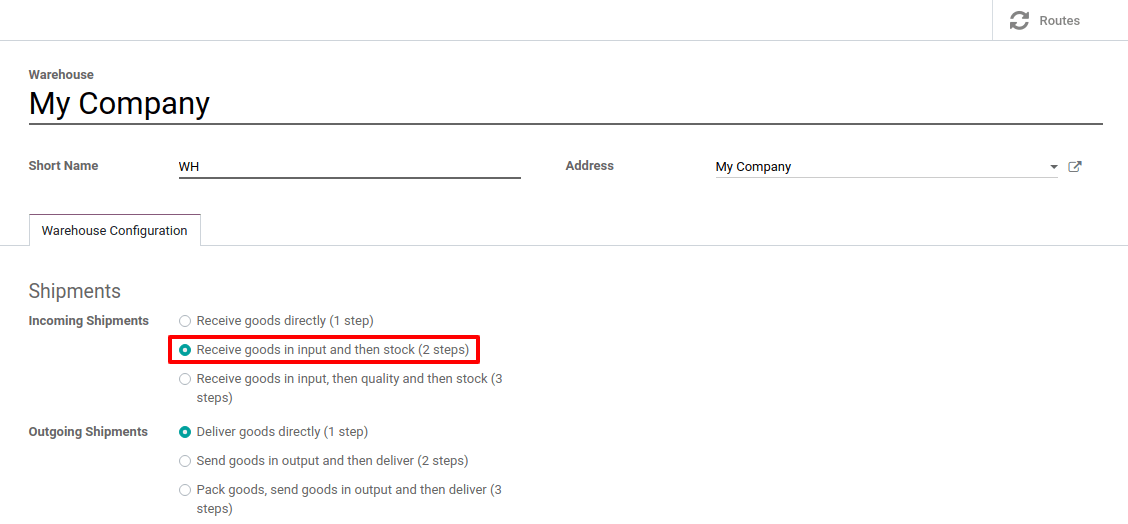 Routes
Warehouse
My Company
Short Name WH Address My Company
Warehouse Configuration
Shipments
Incoming Shipments Receive goods directly (1 step)
Receive goods in input and then stock (2 steps)
Receive goods in input, then quality and then stock (3
steps)
Outgoing Shipments Deliver goods directly (1 step)
Send goods in output and then deliver (2 steps)
Pack goods, send goods in output and then deliver (3
steps)